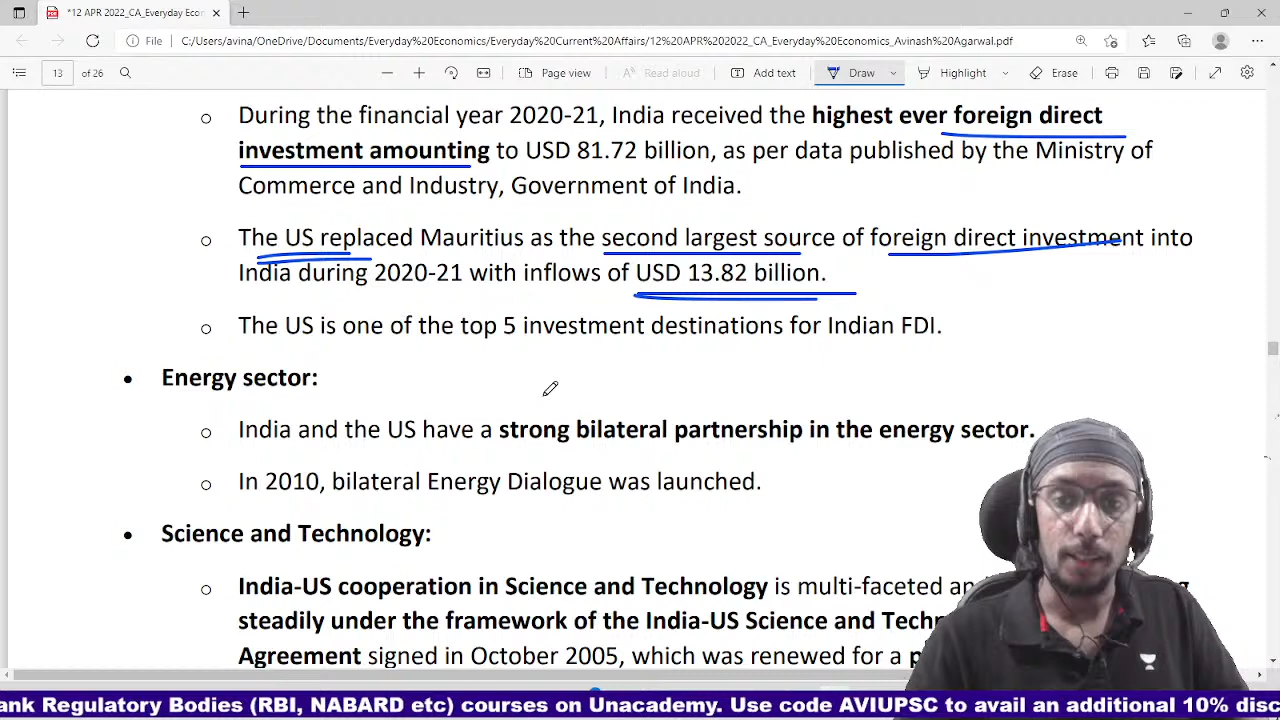 *12 APR 2022_CA_Everyday Econ
File C:/Users/avina/OneDrive/Documents/Everyday%20Economics/Everyday%20Current%20Affairs/12%20APR%202022_CA_Everyday%20Economics_Avinash%20Agarwal.pdf
13 of 26 Page view Read aloud Add text Draw Highlight Erase
○ During the financial year 2020-21, India received the highest ever foreign direct
investment amounting to USD 81.72 billion, as per data published by the Ministry of
Commerce and Industry, Government of India.
○ The US replaced Mauritius as the second largest source of foreign direct investment into
India during 2020-21 with inflows of USD 13.82 billion.
○ The US is one of the top 5 investment destinations for Indian FDI.
• Energy sector:
○ India and the US have a strong bilateral partnership in the energy sector.
○ In 2010, bilateral Energy Dialogue was launched.
• Science and Technology:
○ India-US cooperation in Science and Technology is multi-faceted an
steadily under the framework of the India-US Science and Techn
Agreement signed in October 2005, which was renewed for a p
ank Regulatory Bodies (RBI, NABARD etc) courses on Unacademy. Use code AVIUPSC to avail an additional 10% disc